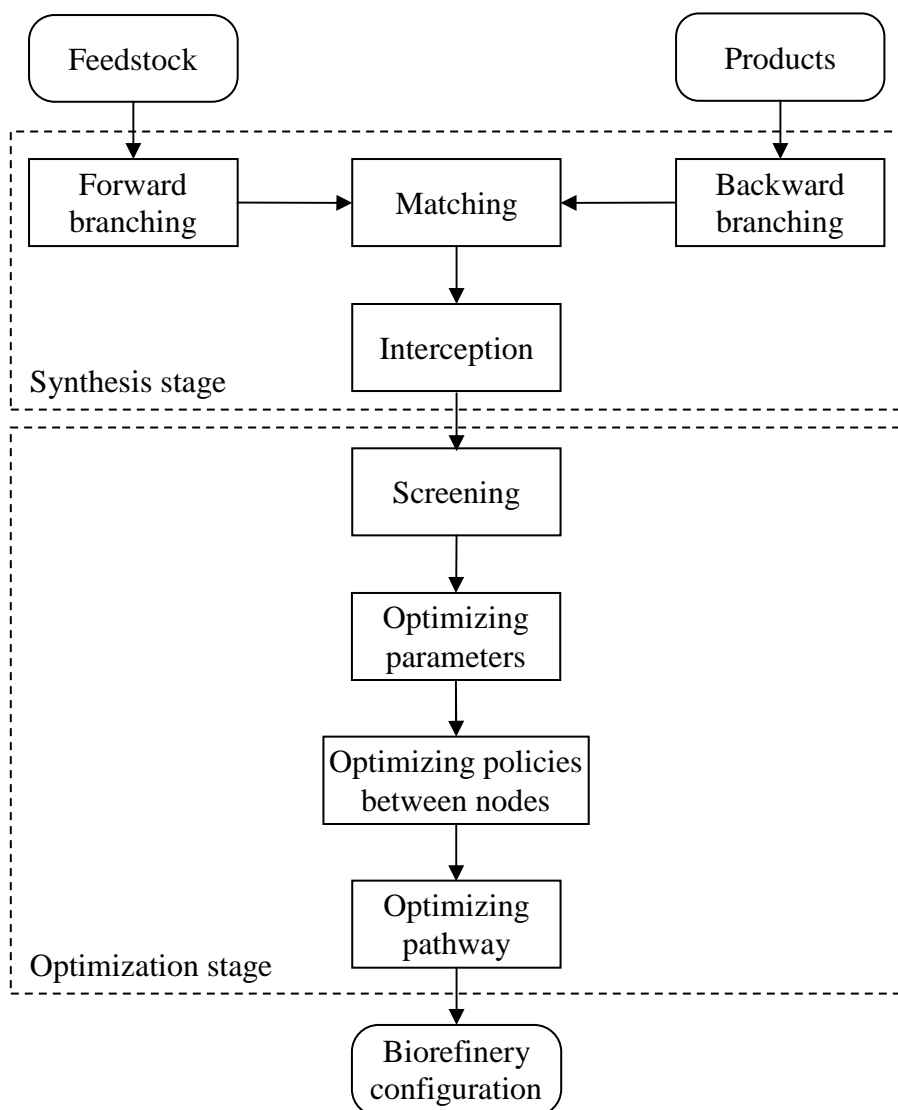 Feedstock
Products
Forward
branching
Matching
Backward
branching
Interception
Synthesis stage
Screening
Optimizing
parameters
Optimizing policies
between nodes
Optimizing
pathway
Optimization stage
Biorefinery
configuration